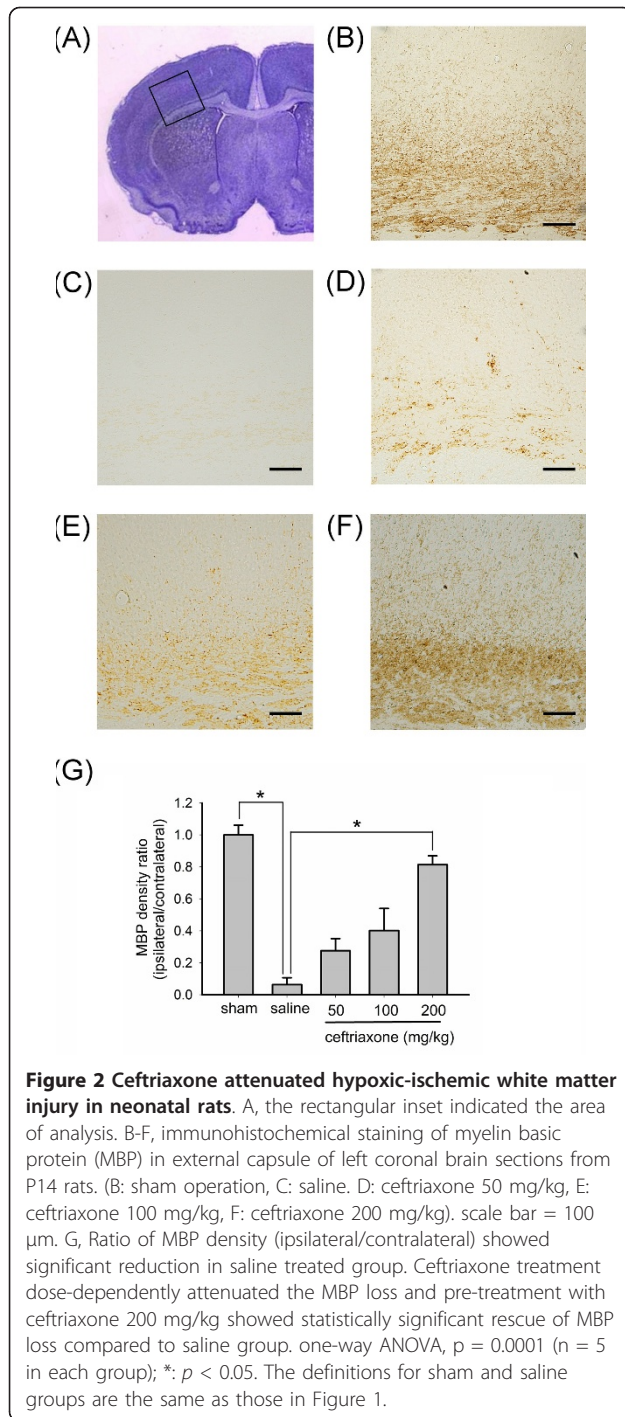 (A)
(B)
(C)
(D)
(E)
(F)
(G)
MBP density ratio
(ipsilateral/contralateral)
1.2
1.0
0.8
0.6
0.4
0.2
0.0
*
*
sham saline 50 100 200
ceftriaxone (mg/kg)
Figure 2 Ceftriaxone attenuated hypoxic-ischemic white matter
injury in neonatal rats. A, the rectangular inset indicated the area
of analysis. B-F, immunohistochemical staining of myelin basic
protein (MBP) in external capsule of left coronal brain sections from
P14 rats. (B: sham operation, C: saline. D: ceftriaxone 50 mg/kg, E:
ceftriaxone 100 mg/kg, F: ceftriaxone 200 mg/kg). scale bar = 100
μm. G, Ratio of MBP density (ipsilateral/contralateral) showed
significant reduction in saline treated group. Ceftriaxone treatment
dose-dependently attenuated the MBP loss and pre-treatment with
ceftriaxone 200 mg/kg showed statistically significant rescue of MBP
loss compared to saline group. one-way ANOVA, p = 0.0001 (n = 5
in each group); *: p < 0.05. The definitions for sham and saline
groups are the same as those in Figure 1.